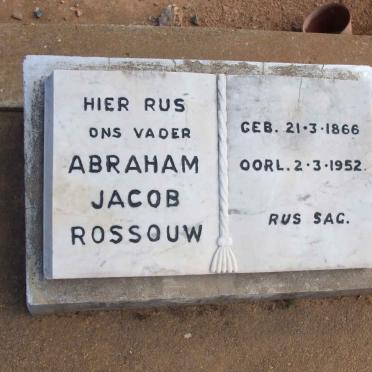 HIER RUS
ONS VADER
ABRAHAM
JACOB
ROSSOUW
GEB. 21·3·1866
OORL. 2·3·1952.
RUS SAG.